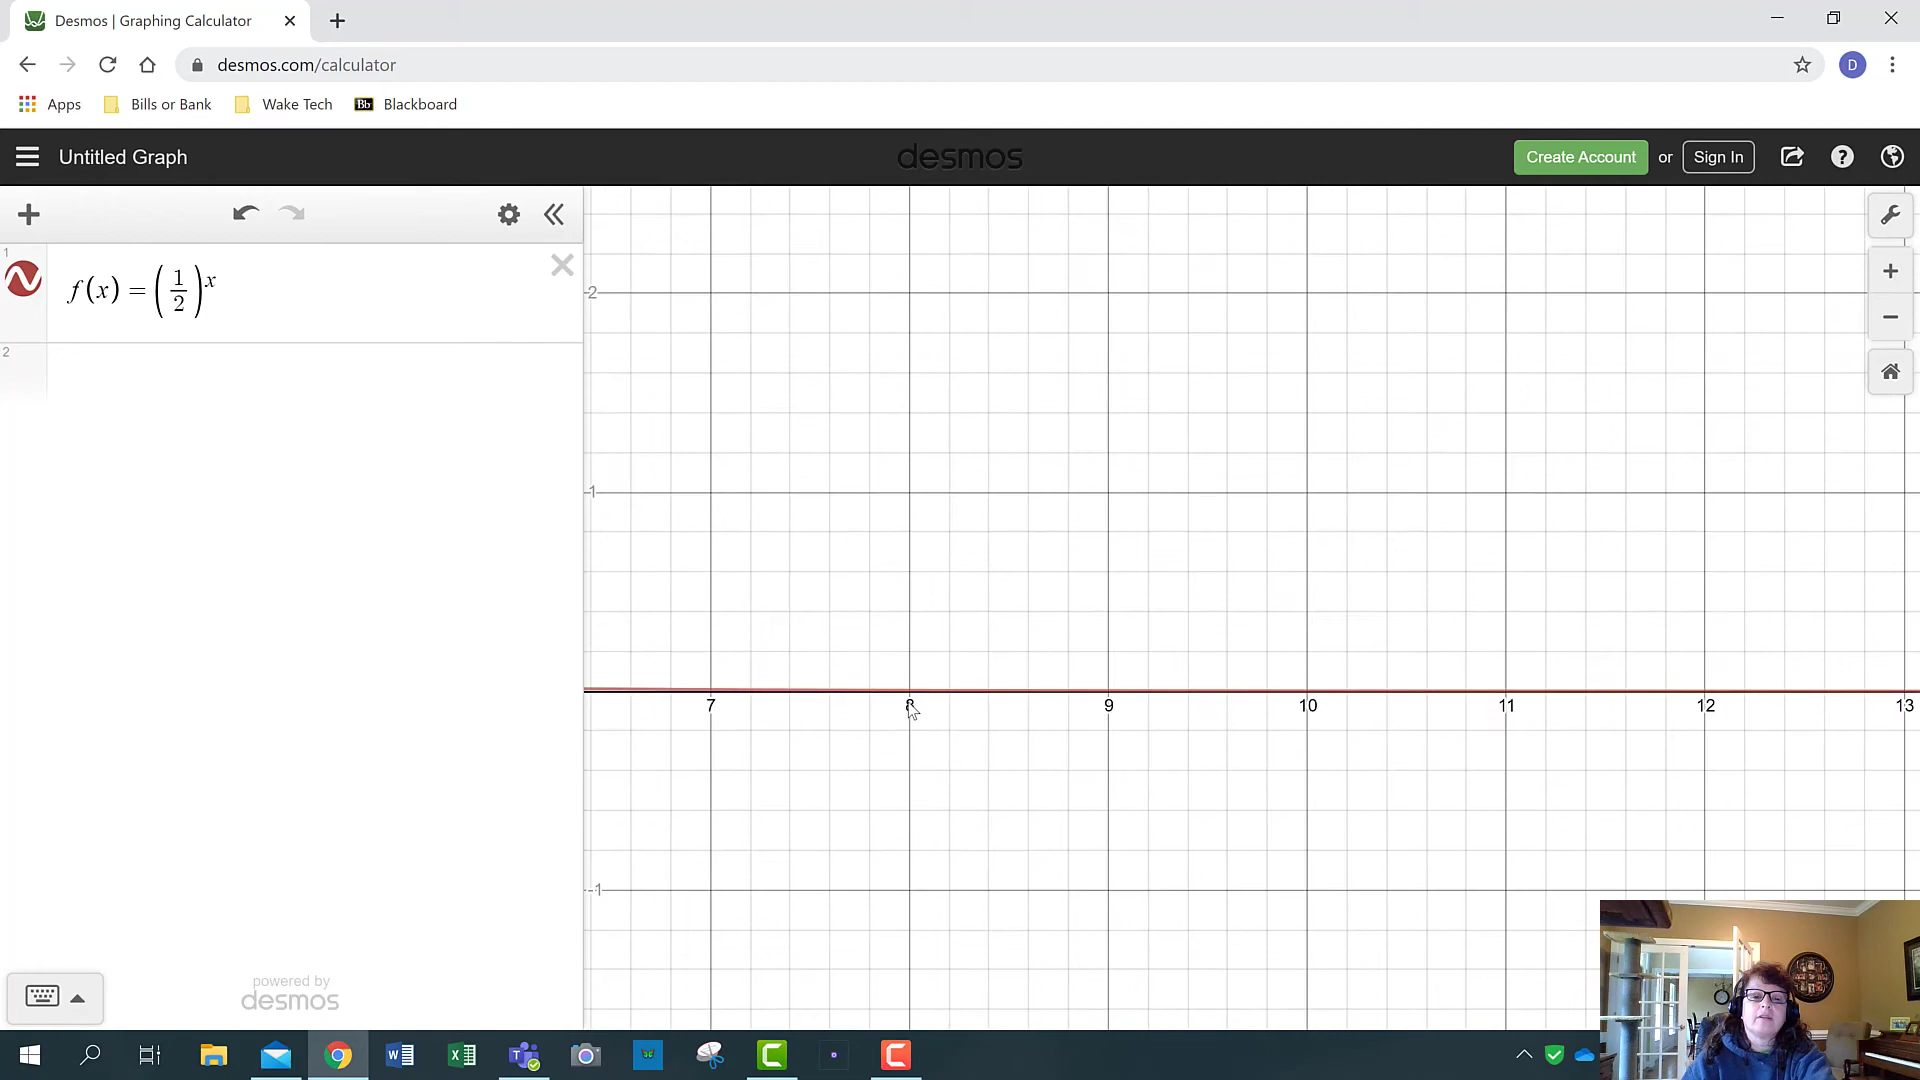 Desmos | Graphing Calculator
desmos.com/calculator
D
Apps
Bills or Bank
Wake Tech
Bb
Blackboard
Untitled Graph
desmos
Create Account
or
Sign In
?
1
f(x) = (1/2)^x
2
2
1
-1
7
8
9
10
11
12
13
powered by
desmos